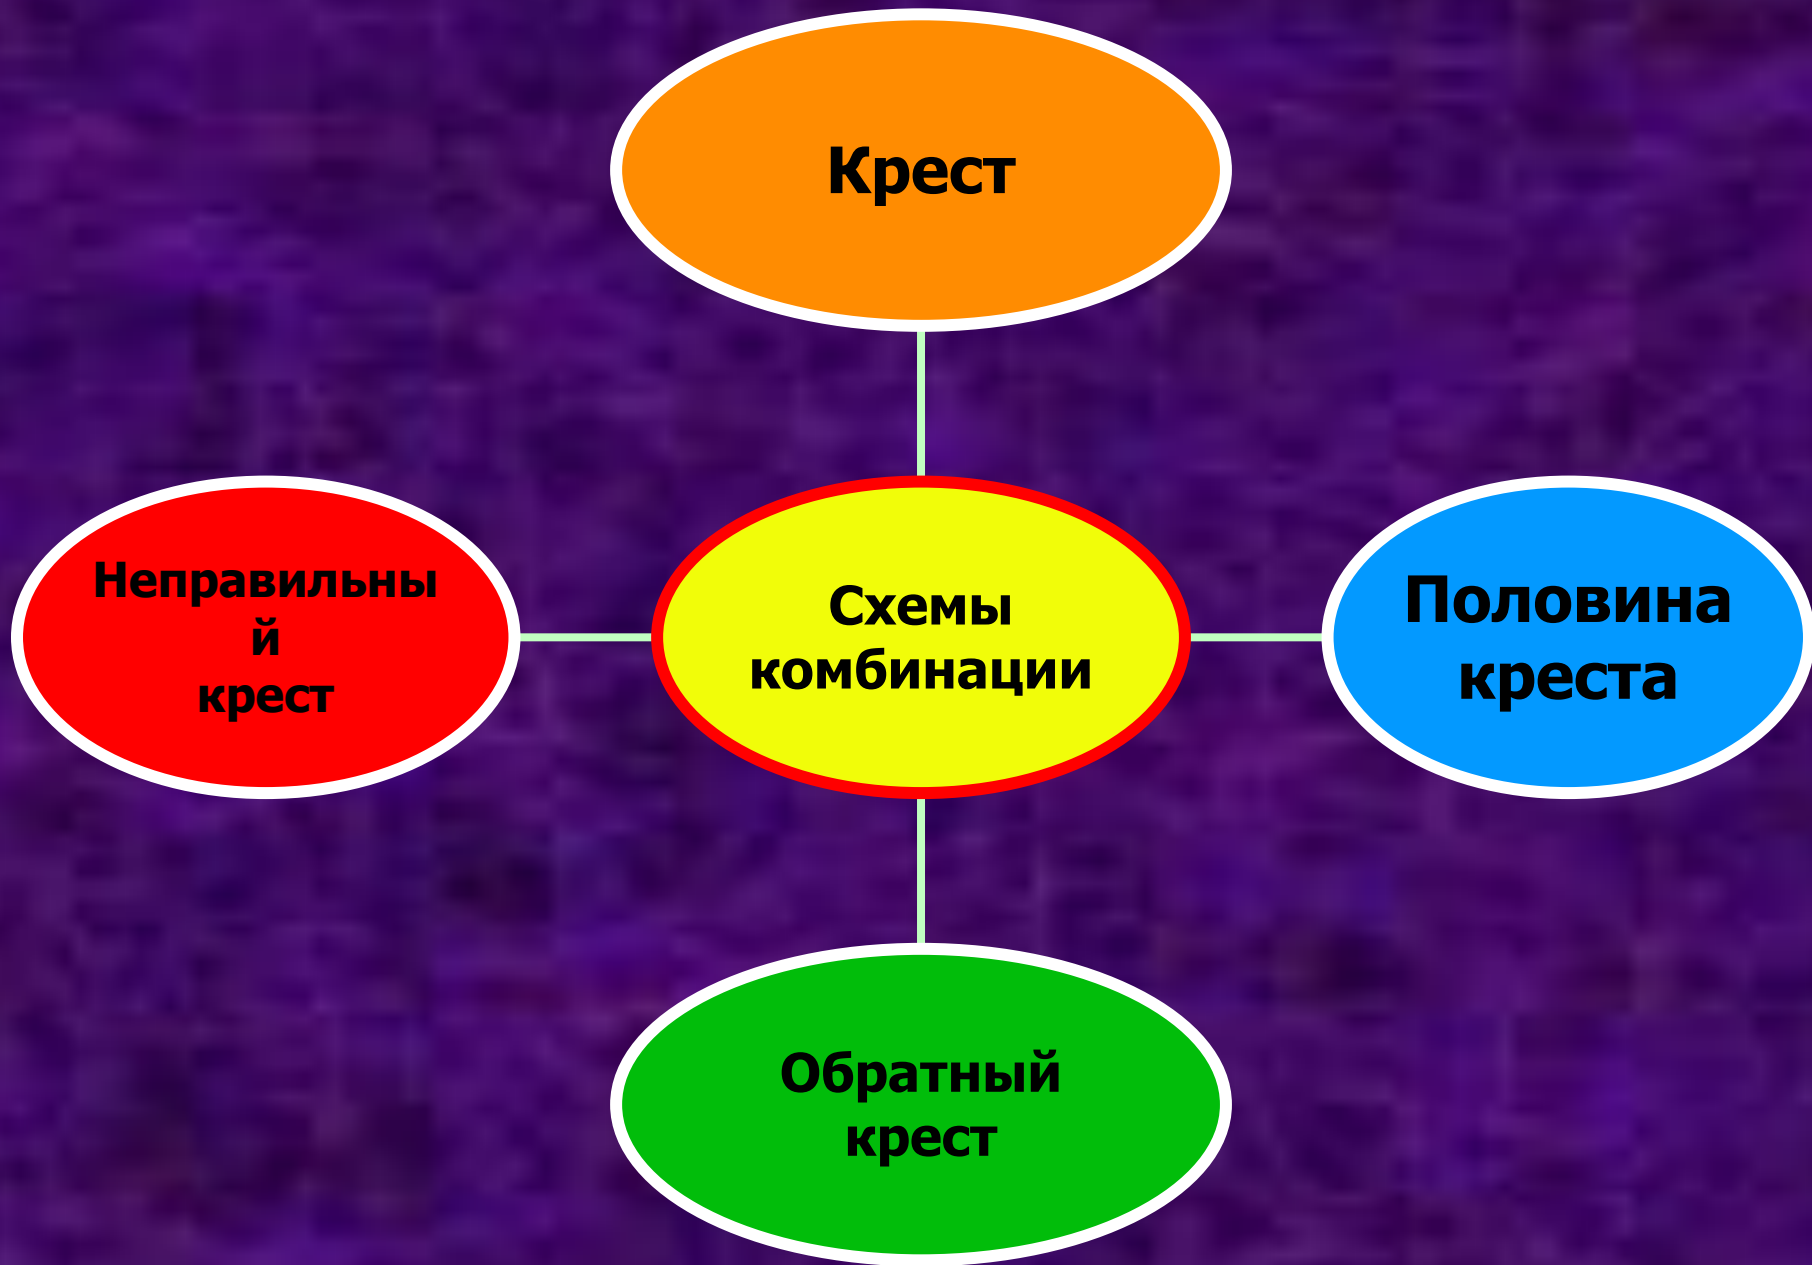 Крест
Неправильны
й
крест
Схемы
комбинации
Половина
креста
Обратный
крест